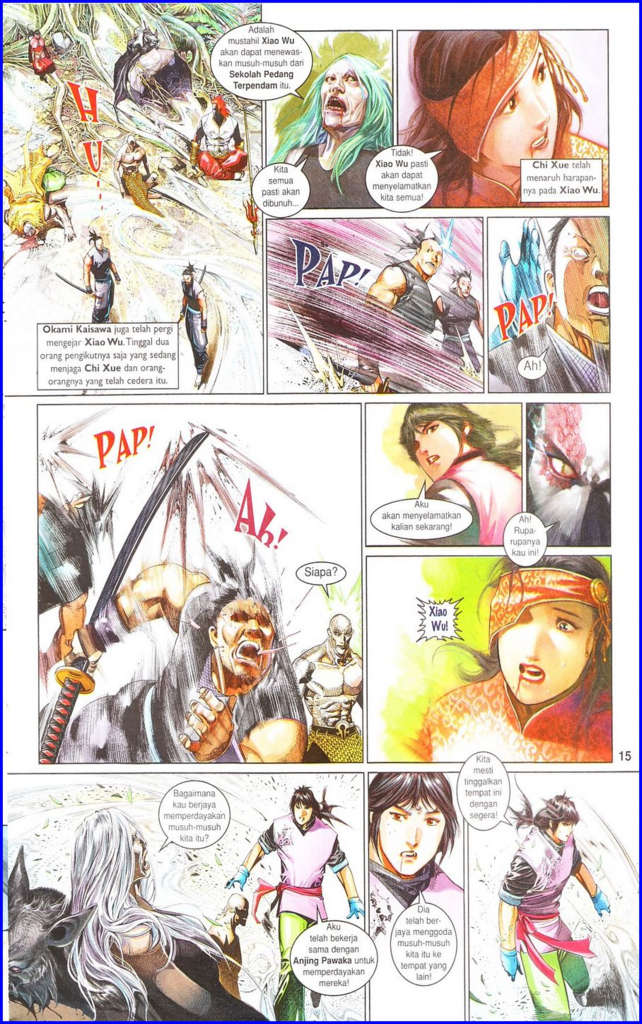 HU...
Adalah
mustahil Xiao Wu
akan dapat menewas-
kan musuh-musuh dari
Sekolah Pedang
Terpendam itu.
Kita
semua
pasti akan
dibunuh...
Tidak!
Xiao Wu pasti
akan dapat
menyelamatkan
kita semua!
Chi Xue telah
menaruh harapan-
nya pada Xiao Wu.
Okami Kaisawa juga telah pergi
mengejar Xiao Wu. Tinggal dua
orang pengikutnya saja yang sedang
menjaga Chi Xue dan orang-
orangnya yang telah cedera itu.
PAP!
PAP!
Ah!
PAP!
Ah!
Siapa?
Aku
akan menyelamatkan
kalian sekarang!
Ah!
Rupa-
rupanya
kau ini!
Xiao
Wu!
15
Bagaimana
kau berjaya
memperdayakan
musuh-musuh
kita itu?
Aku
telah bekerja
sama dengan
Anjing Pawaka untuk
memperdayakan
mereka!
Dia
telah ber-
jaya menggoda
musuh-musuh
kita itu ke
tempat yang
lain!
Kita
mesti
tinggalkan
tempat ini
dengan
segera!